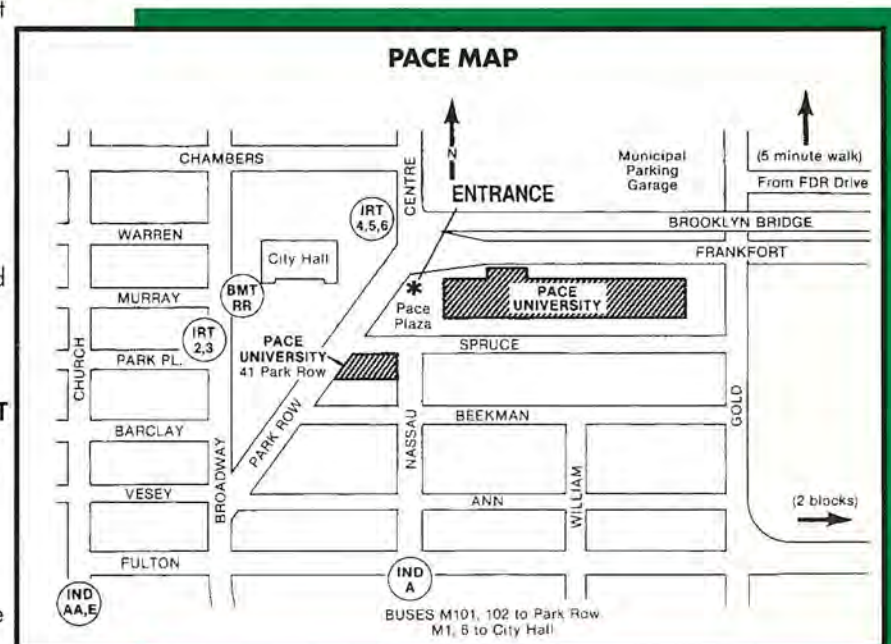 PACE MAP
CHAMBERS
CENTRE
N
ENTRANCE
Municipal
Parking
Garage
(5 minute walk)
From FDR Drive
WARREN
IRT
4,5,6
BROOKLYN BRIDGE
FRANKFORT
City Hall
MURRAY
BMT
RR
*
Pace
Plaza
PACE
UNIVERSITY
IRT
2,3
PARK PL.
PACE
UNIVERSITY
41 Park Row
SPRUCE
CHURCH
BROADWAY
PARK ROW
NASSAU
BEEKMAN
WILLIAM
GOLD
BARCLAY
VESEY
ANN
(2 blocks)
FULTON
IND
AA,E
IND
A
BUSES M101, 102 to Park Row
M1, 6 to City Hall
t
d
T
e